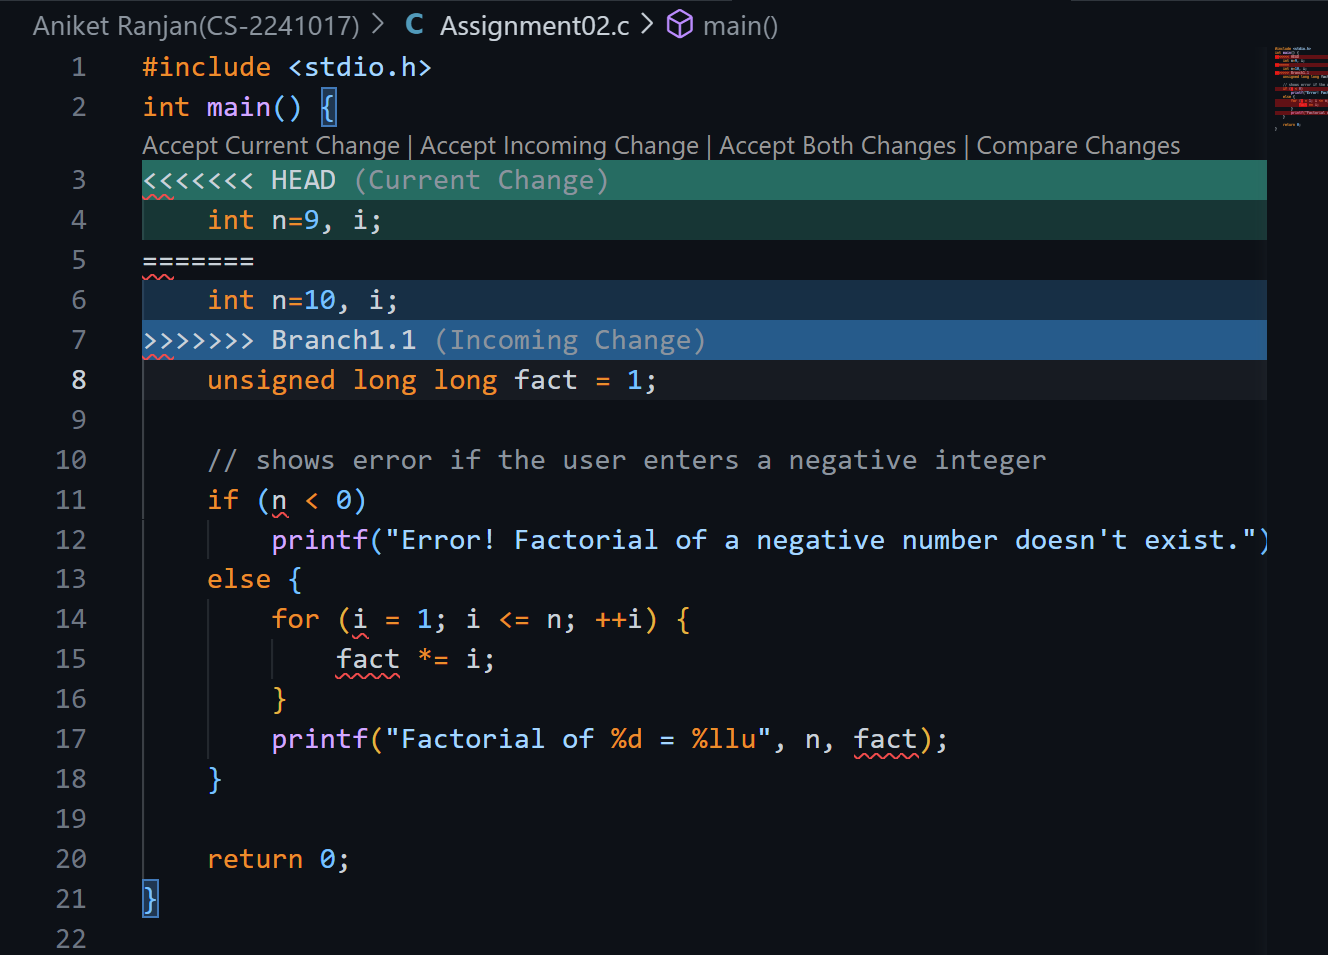 Aniket Ranjan(CS-2241017) > C Assignment02.c > main()
1 #include <stdio.h>
2 int main() {
Accept Current Change | Accept Incoming Change | Accept Both Changes | Compare Changes
3 <<<<<<< HEAD (Current Change)
4     int n=9, i;
5 =======
6     int n=10, i;
7 >>>>>>> Branch1.1 (Incoming Change)
8     unsigned long long fact = 1;
9
10     // shows error if the user enters a negative integer
11     if (n < 0)
12         printf("Error! Factorial of a negative number doesn't exist.")
13     else {
14         for (i = 1; i <= n; ++i) {
15             fact *= i;
16         }
17         printf("Factorial of %d = %llu", n, fact);
18     }
19
20     return 0;
21 }
22